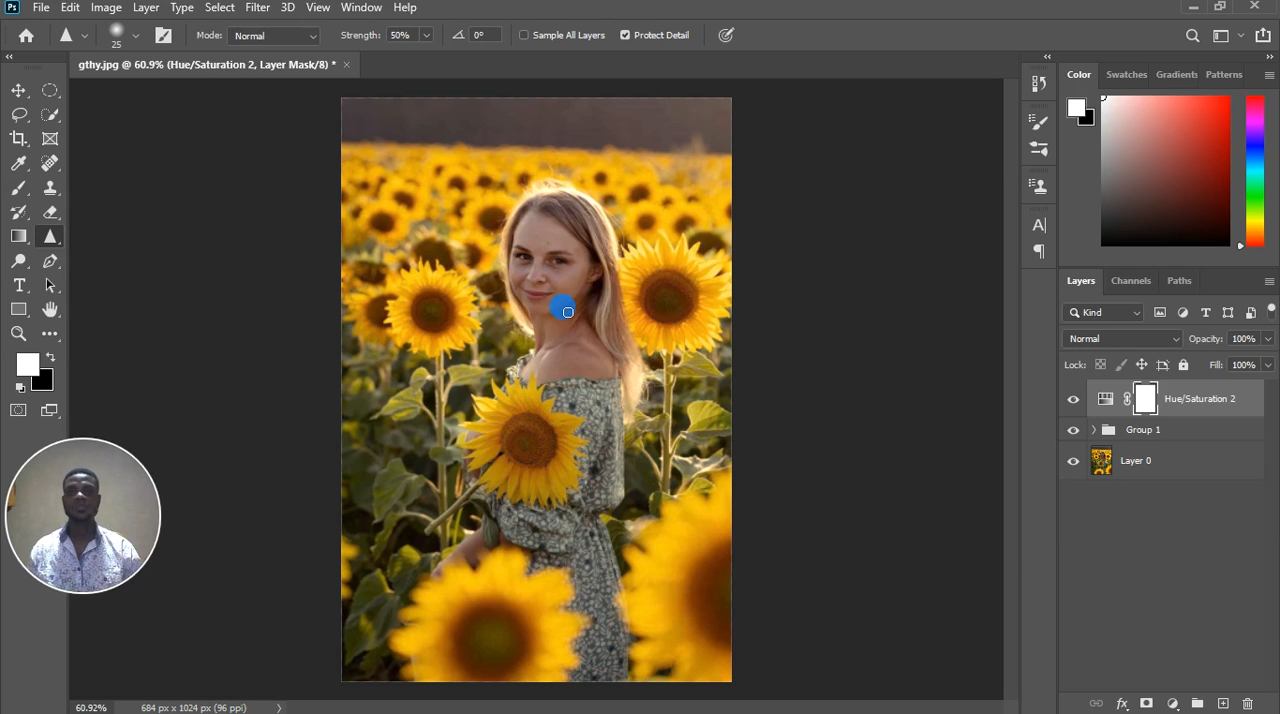 Ps File Edit Image Layer Type Select Filter 3D View Window Help
25 Mode: Normal Strength: 50% 0° Sample All Layers Protect Detail
gthy.jpg @ 60.9% (Hue/Saturation 2, Layer Mask/8) *
Color Swatches Gradients Patterns
Layers Channels Paths
Kind
Normal Opacity: 100%
Lock: Fill: 100%
Hue/Saturation 2
Group 1
Layer 0
60.92% 684 px x 1024 px (96 ppi)